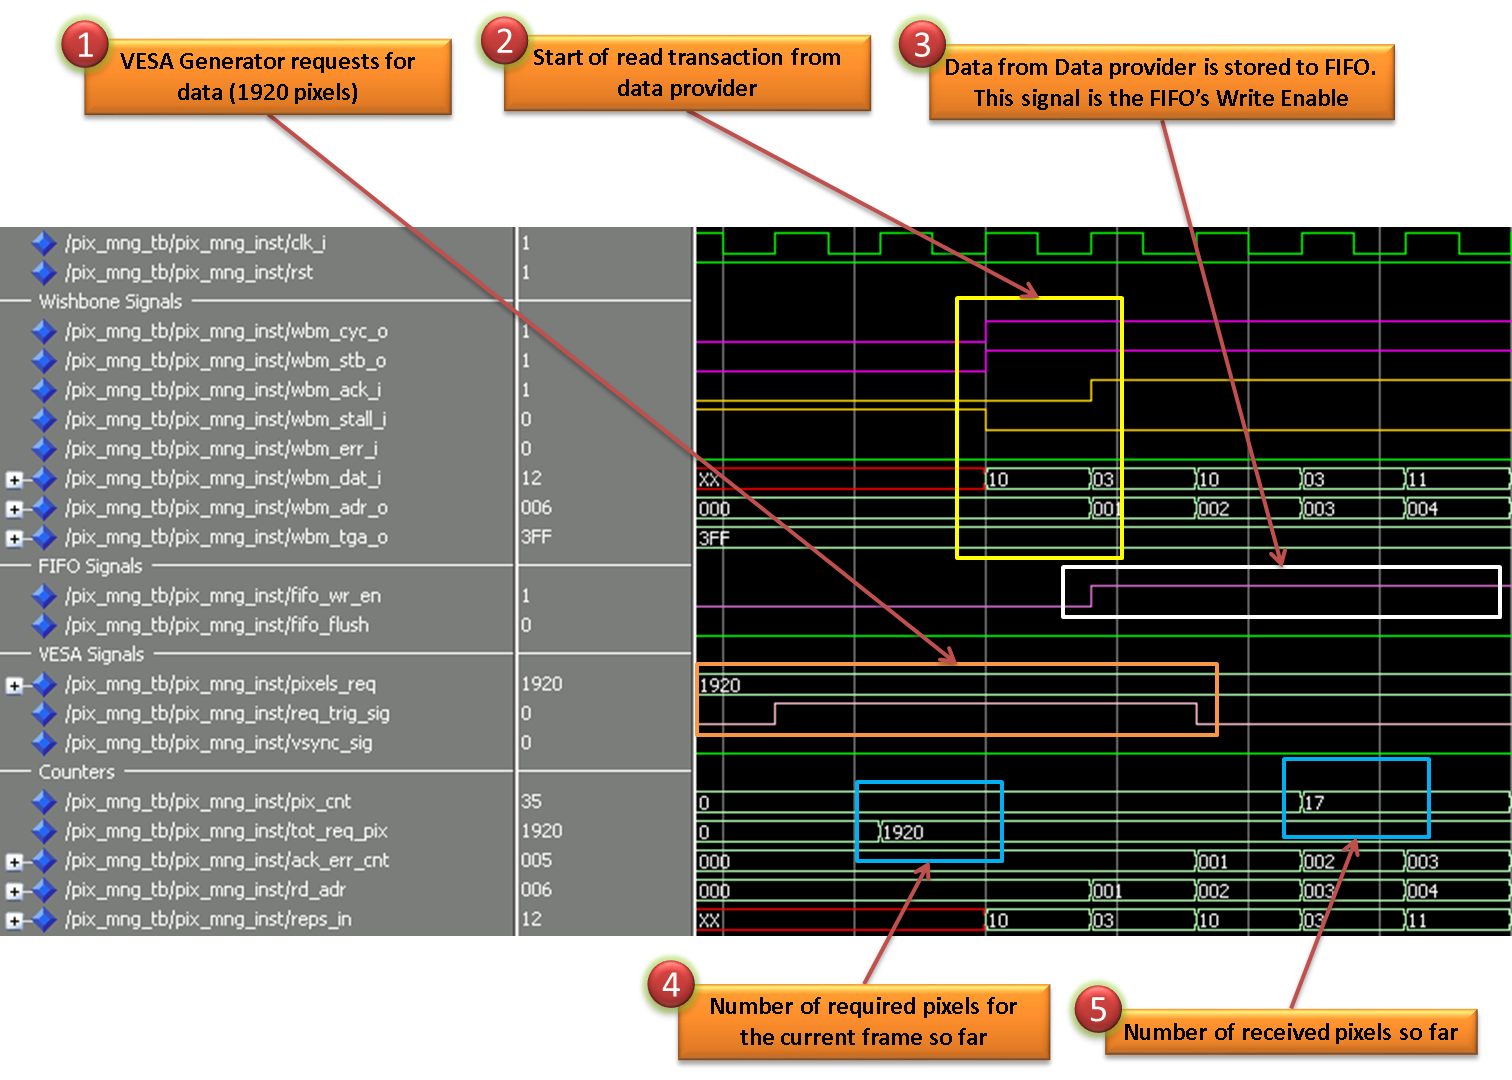 1
VESA Generator requests for
data (1920 pixels)
2
Start of read transaction from
data provider
3
Data from Data provider is stored to FIFO.
This signal is the FIFO's Write Enable
/pix_mng_tb/pix_mng_inst/clk_i 1
/pix_mng_tb/pix_mng_inst/rst 1
Wishbone Signals
/pix_mng_tb/pix_mng_inst/wbm_cyc_o 1
/pix_mng_tb/pix_mng_inst/wbm_stb_o 1
/pix_mng_tb/pix_mng_inst/wbm_ack_i 1
/pix_mng_tb/pix_mng_inst/wbm_stall_i 0
/pix_mng_tb/pix_mng_inst/wbm_err_i 0
/pix_mng_tb/pix_mng_inst/wbm_dat_i 12 XX 10 03 10 03 11
/pix_mng_tb/pix_mng_inst/wbm_adr_o 006 000 001 002 003 004
/pix_mng_tb/pix_mng_inst/wbm_tga_o 3FF 3FF
FIFO Signals
/pix_mng_tb/pix_mng_inst/fifo_wr_en 1
/pix_mng_tb/pix_mng_inst/fifo_flush 0
VESA Signals
/pix_mng_tb/pix_mng_inst/pixels_req 1920 1920
/pix_mng_tb/pix_mng_inst/req_trig_sig 0
/pix_mng_tb/pix_mng_inst/vsync_sig 0
Counters
/pix_mng_tb/pix_mng_inst/pix_cnt 35 0 17
/pix_mng_tb/pix_mng_inst/tot_req_pix 1920 0 1920
/pix_mng_tb/pix_mng_inst/ack_err_cnt 005 000 001 002 003
/pix_mng_tb/pix_mng_inst/rd_adr 006 000 001 002 003 004
/pix_mng_tb/pix_mng_inst/reps_in 12 XX 10 03 10 03 11
4
Number of required pixels for
the current frame so far
5
Number of received pixels so far